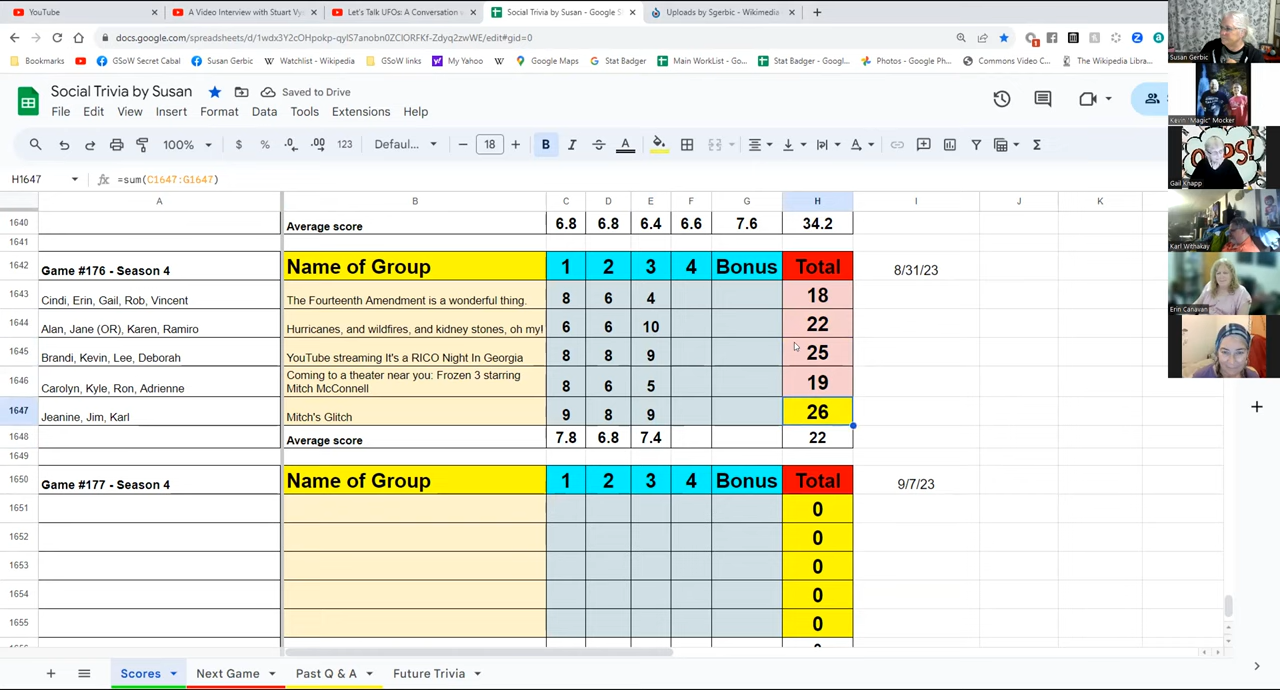 YouTube
A Video Interview with Stuart Vy
Let's Talk UFOs: A Conversation
Social Trivia by Susan - Google S
Uploads by Sgerbic - Wikimedia
Bookmarks
GSoW Secret Cabal
Susan Gerbic
Watchlist - Wikipedia
GSoW links
My Yahoo
Google Maps
Stat Badger
Main WorkList - Go...
Stat Badger - Googl...
Photos - Google Ph...
Commons Video C...
The Wikipedia Libra...
Social Trivia by Susan
Saved to Drive
File Edit View Insert Format Data Tools Extensions Help
100% $ % .0 .00 123 Defaul... 18 B I S A
H1647 fx =sum(C1647:G1647)
A B C D E F G H I J K
1640 Average score 6.8 6.8 6.4 6.6 7.6 34.2
1641
1642 Game #176 - Season 4 Name of Group 1 2 3 4 Bonus Total 8/31/23
1643 Cindi, Erin, Gail, Rob, Vincent The Fourteenth Amendment is a wonderful thing. 8 6 4 18
1644 Alan, Jane (OR), Karen, Ramiro Hurricanes, and wildfires, and kidney stones, oh my! 6 6 10 22
1645 Brandi, Kevin, Lee, Deborah YouTube streaming It's a RICO Night In Georgia 8 8 9 25
1646 Carolyn, Kyle, Ron, Adrienne Coming to a theater near you: Frozen 3 starring
Mitch McConnell 8 6 5 19
1647 Jeanine, Jim, Karl Mitch's Glitch 9 8 9 26
1648 Average score 7.8 6.8 7.4 22
1649
1650 Game #177 - Season 4 Name of Group 1 2 3 4 Bonus Total 9/7/23
1651 0
1652 0
1653 0
1654 0
1655 0
Scores Next Game Past Q & A Future Trivia
Susan Gerbic
Kevin "Magic" Mocker
Gail Knapp
Karl Withakay
Erin Canavan